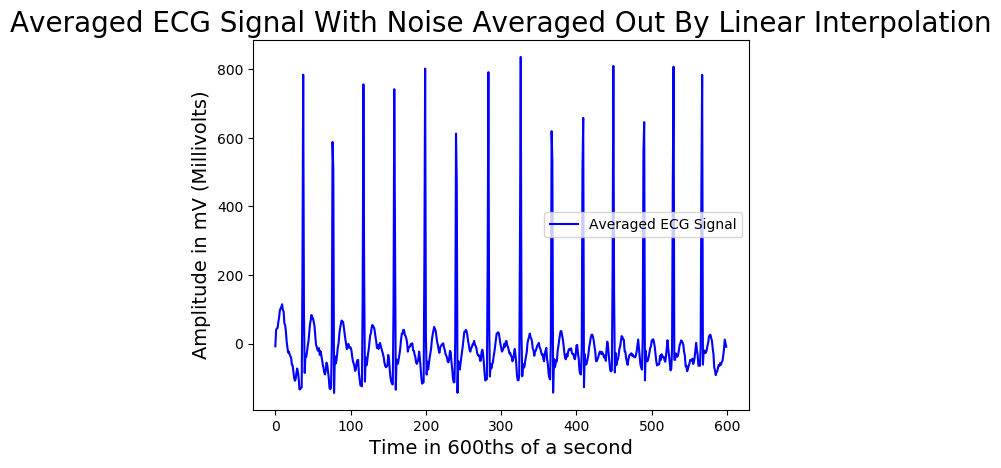 Averaged ECG Signal With Noise Averaged Out By Linear Interpolation
800
600
400
200
0
Amplitude in mV (Millivolts)
Averaged ECG Signal
0 100 200 300 400 500 600
Time in 600ths of a second